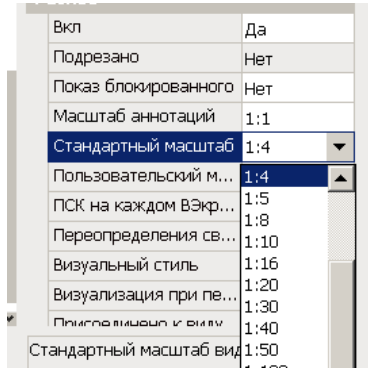 Вкл Да
Подрезано Нет
Показ блокированного Нет
Масштаб аннотаций 1:1
Стандартный масштаб 1:4
Пользовательский м... 1:4
1:5
ПСК на каждом ВЭкр...
1:8
Переопределения св... 1:10
Визуальный стиль 1:16
1:20
Визуализация при пе...
1:30
Присоединено к виду 1:40
Стандартный масштаб вид 1:50